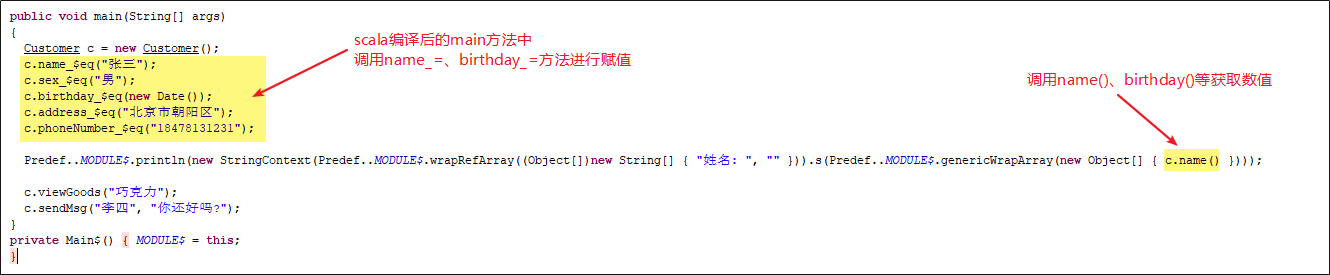 public void main(String[] args)
{
Customer c = new Customer();
c.name_$eq("张三");
c.sex_$eq("男");
c.birthday_$eq(new Date());
c.address_$eq("北京市朝阳区");
c.phoneNumber_$eq("18478131231");
scala编译后的main方法中
调用name_=、birthday_=方法进行赋值
调用name()、birthday()等获取数值
Predef..MODULE$.println(new StringContext(Predef..MODULE$.wrapRefArray((Object[])new String[] { "姓名: ", "" })).s(Predef..MODULE$.genericWrapArray(new Object[] { c.name() })));
c.viewGoods("巧克力");
c.sendMsg("李四", "你还好吗?");
}
private Main$() { MODULE$ = this;
}